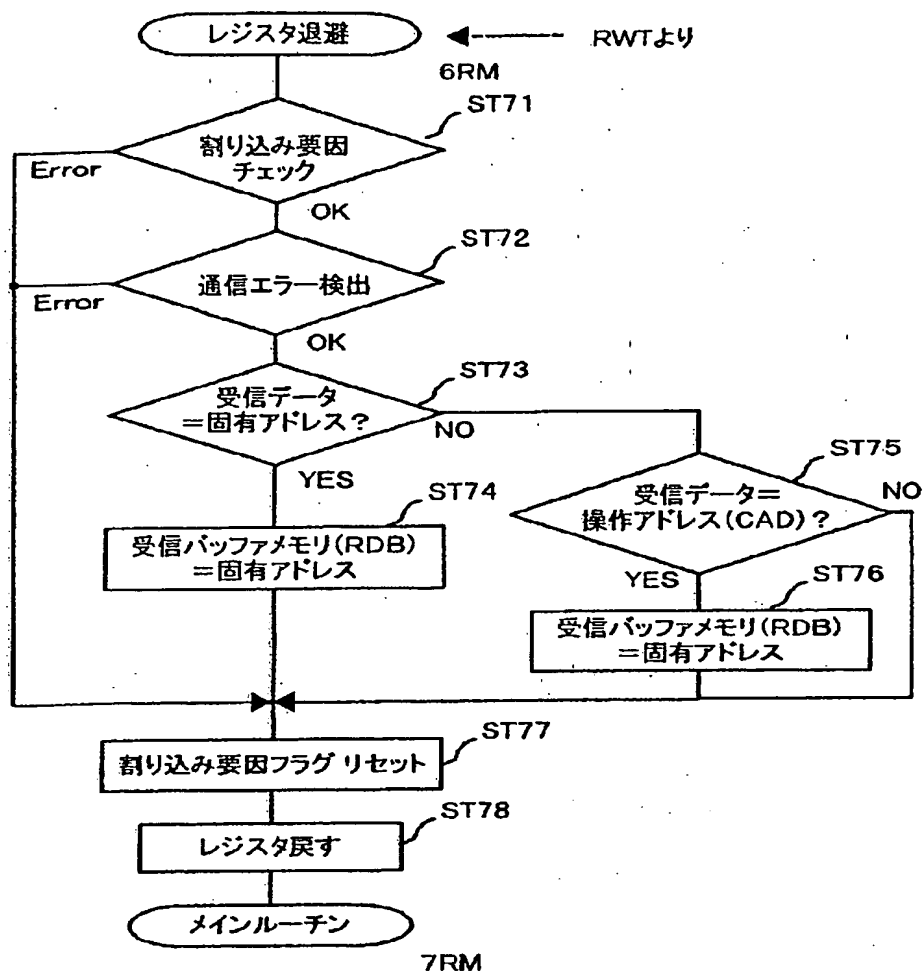 レジスタ退避
RWTより
6RM
ST71
割り込み要因
チェック
Error
OK
ST72
通信エラー検出
Error
OK
ST73
受信データ
＝固有アドレス？
NO
YES
ST74
受信バッファメモリ(RDB)
＝固有アドレス
ST75
受信データ＝
操作アドレス(CAD)？
NO
YES
ST76
受信バッファメモリ(RDB)
＝固有アドレス
ST77
割り込み要因フラグ リセット
ST78
レジスタ戻す
メインルーチン
7RM